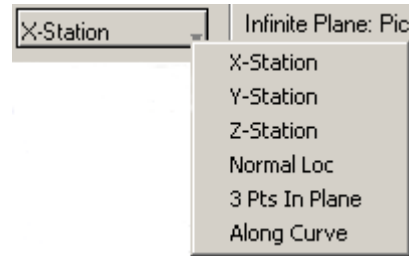 X-Station
Infinite Plane: Pic
X-Station
Y-Station
Z-Station
Normal Loc
3 Pts In Plane
Along Curve